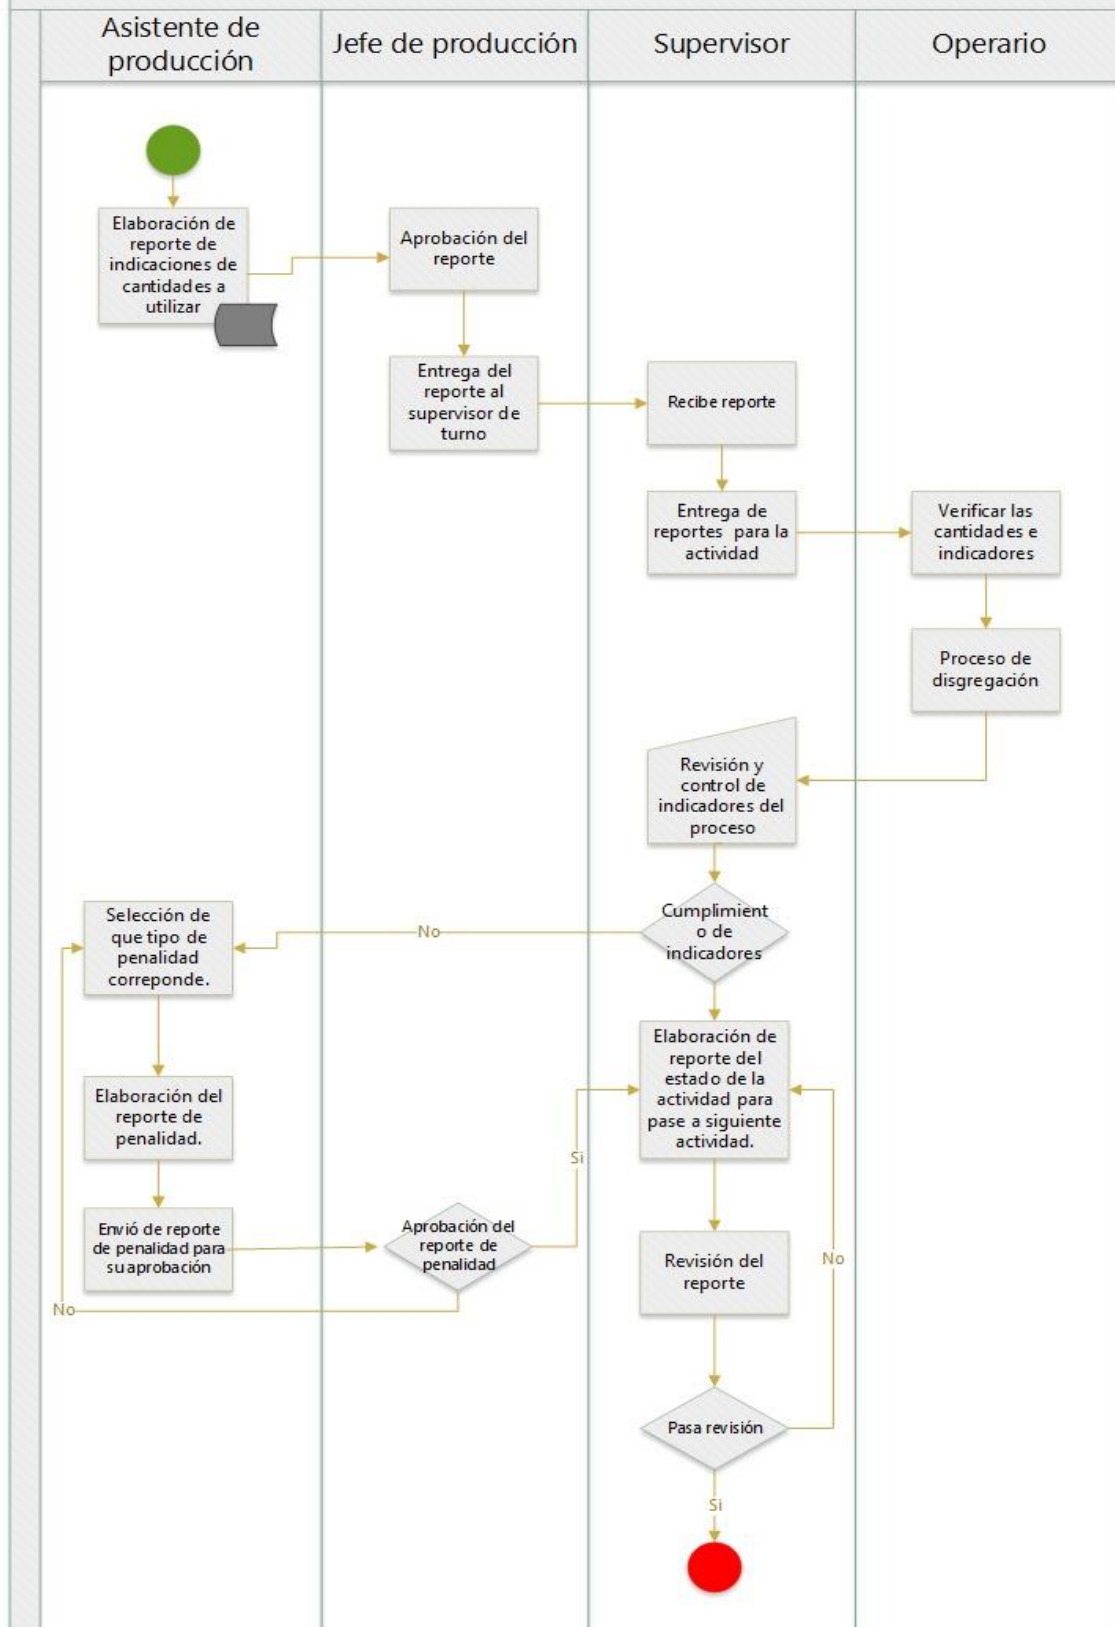 Asistente de
producción
Jefe de producción
Supervisor
Operario
Elaboración de
reporte de
indicaciones de
cantidades a
utilizar
Aprobación del
reporte
Entrega del
reporte al
supervisor de
turno
Recibe reporte
Entrega de
reportes para la
actividad
Verificar las
cantidades e
indicadores
Proceso de
disgregación
Revisión y
control de
indicadores del
proceso
Cumplimient
o de
indicadores
No
Selección de
que tipo de
penalidad
correponde.
Elaboración del
reporte de
penalidad.
Envió de reporte
de penalidad para
su aprobación
Aprobación del
reporte de
penalidad
No
Si
Elaboración de
reporte del
estado de la
actividad para
pase a siguiente
actividad.
Revisión del
reporte
No
Pasa revisión
Si